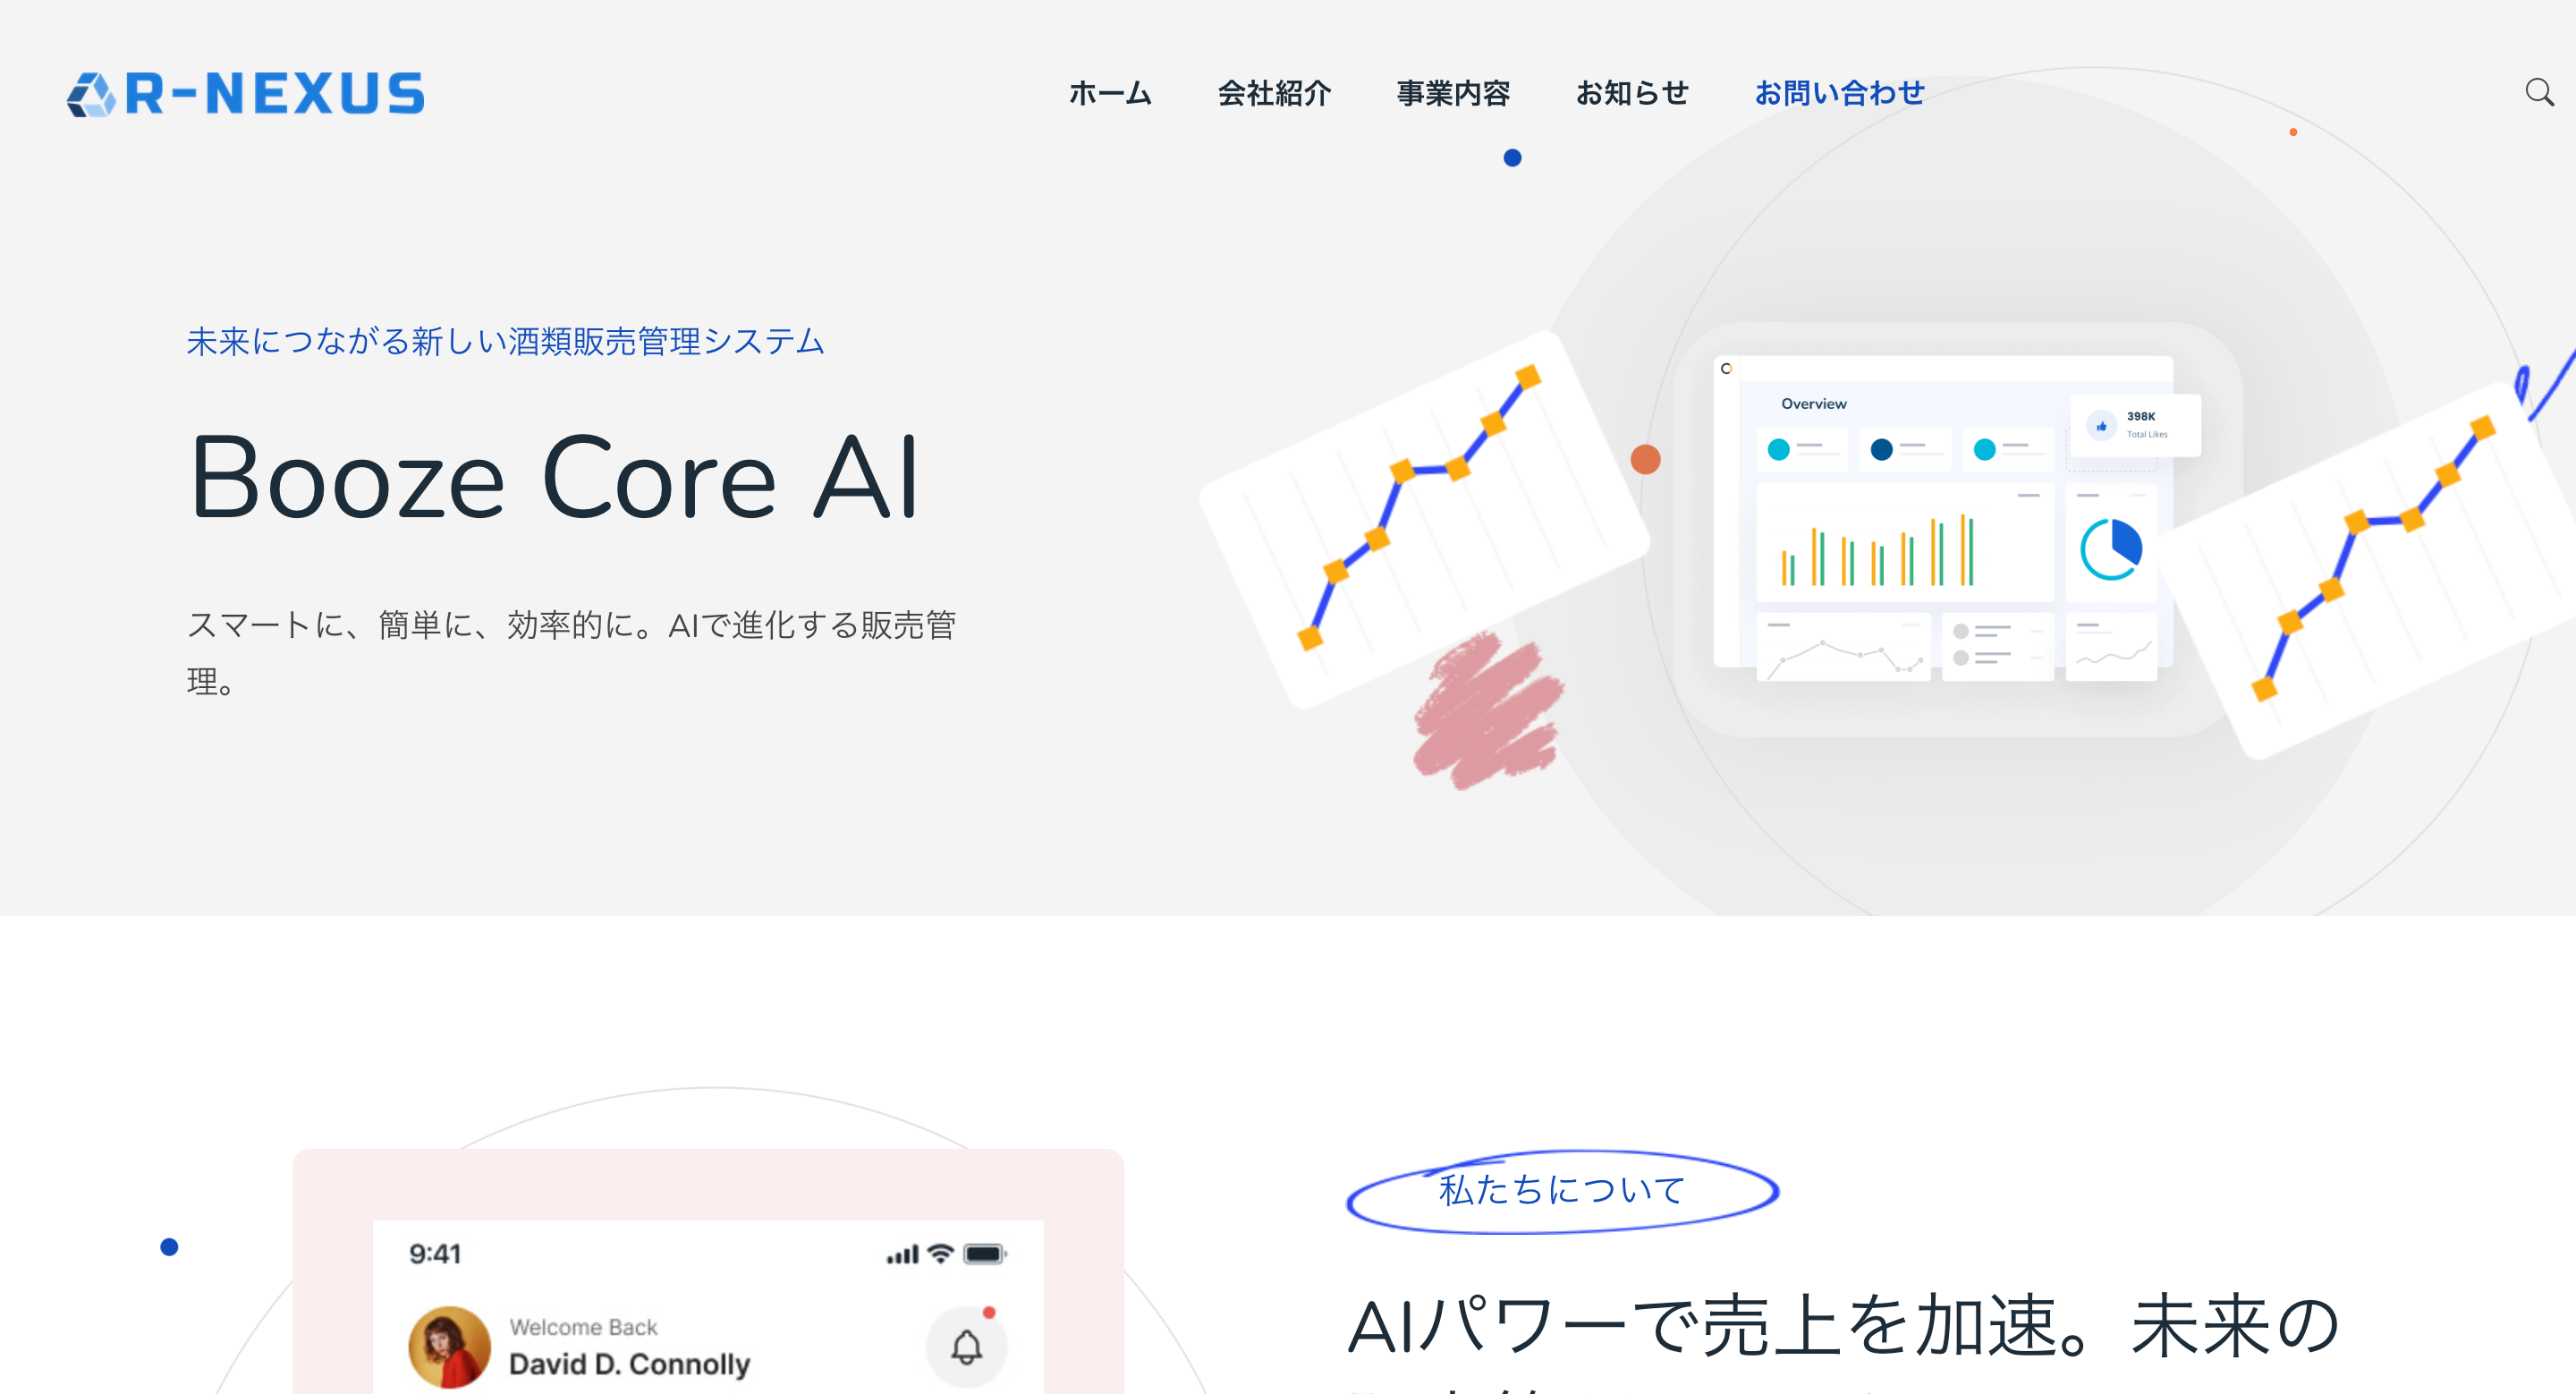 R-NEXUS
ホーム 会社紹介 事業内容 お知らせ お問い合わせ
未来につながる新しい酒類販売管理システム
Booze Core AI
スマートに、簡単に、効率的に。AIで進化する販売管
理。
Overview
398K
Total Likes
私たちについて
AIパワーで売上を加速。未来の
9:41
Welcome Back
David D. Connolly